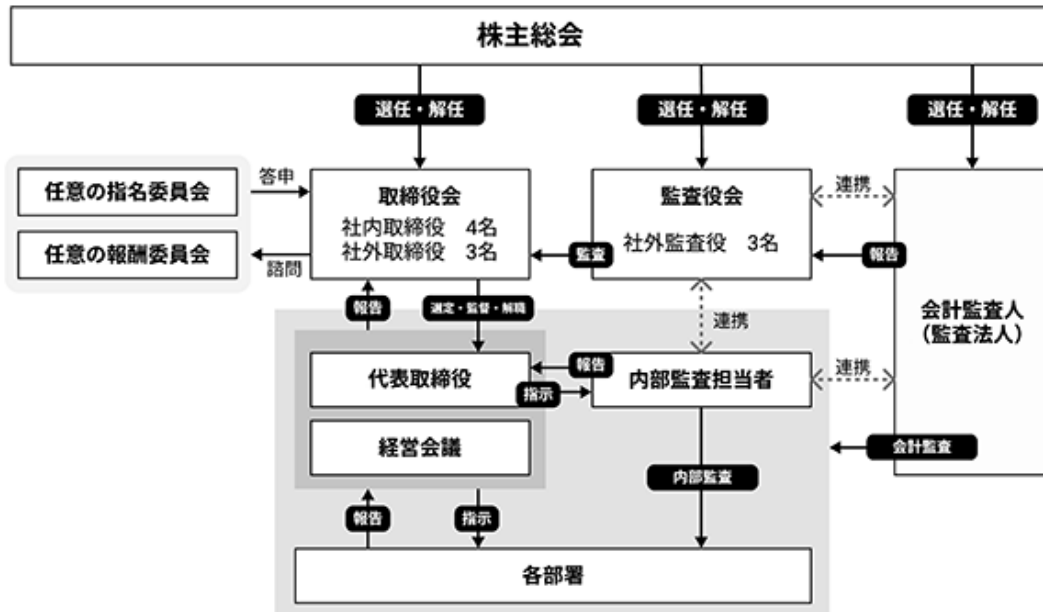 株主総会
選任・解任
選任・解任
選任・解任
任意の指名委員会
答申
任意の報酬委員会
諮問
取締役会
社内取締役 4名
社外取締役 3名
監査
監査役会
社外監査役 3名
連携
報告
会計監査人
(監査法人)
報告
選定・監督・解職
連携
代表取締役
報告
指示
内部監査担当者
連携
経営会議
会計監査
内部監査
報告
指示
各部署